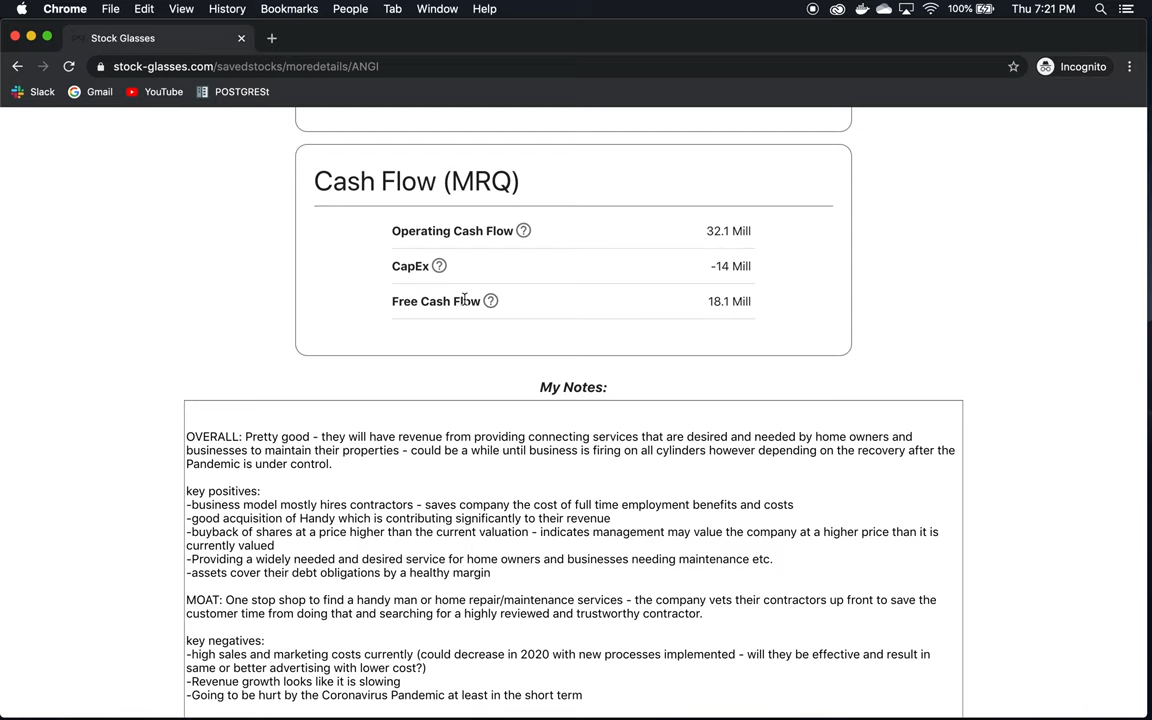 Chrome File Edit View History Bookmarks People Tab Window Help 100% Thu 7:21 PM
Stock Glasses
stock-glasses.com/savedstocks/moredetails/ANGI Incognito
Slack Gmail YouTube POSTGRESt
Cash Flow (MRQ)
Operating Cash Flow ? 32.1 Mill
CapEx ? -14 Mill
Free Cash Flow ? 18.1 Mill
My Notes:
OVERALL: Pretty good - they will have revenue from providing connecting services that are desired and needed by home owners and
businesses to maintain their properties - could be a while until business is firing on all cylinders however depending on the recovery after the
Pandemic is under control.
key positives:
-business model mostly hires contractors - saves company the cost of full time employment benefits and costs
-good acquisition of Handy which is contributing significantly to their revenue
-buyback of shares at a price higher than the current valuation - indicates management may value the company at a higher price than it is
currently valued
-Providing a widely needed and desired service for home owners and businesses needing maintenance etc.
-assets cover their debt obligations by a healthy margin
MOAT: One stop shop to find a handy man or home repair/maintenance services - the company vets their contractors up front to save the
customer time from doing that and searching for a highly reviewed and trustworthy contractor.
key negatives:
-high sales and marketing costs currently (could decrease in 2020 with new processes implemented - will they be effective and result in
same or better advertising with lower cost?)
-Revenue growth looks like it is slowing
-Going to be hurt by the Coronavirus Pandemic at least in the short term